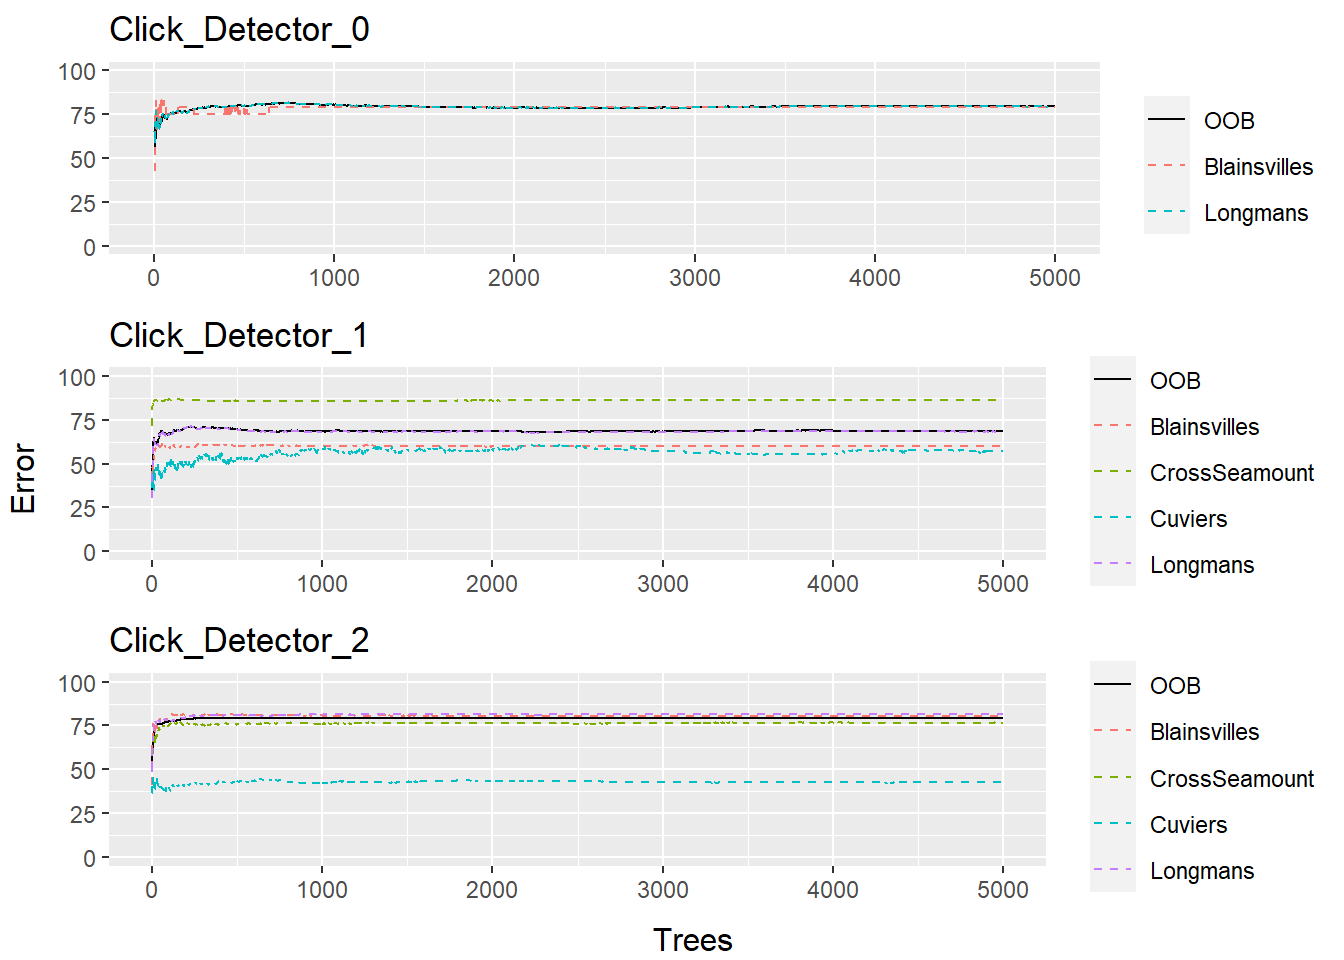 Click_Detector_0
100
75
50
25
0
0 1000 2000 3000 4000 5000
OOB
Blainsvilles
Longmans
Click_Detector_1
Error
100
75
50
25
0
0 1000 2000 3000 4000 5000
OOB
Blainsvilles
CrossSeamount
Cuviers
Longmans
Click_Detector_2
100
75
50
25
0
0 1000 2000 3000 4000 5000
OOB
Blainsvilles
CrossSeamount
Cuviers
Longmans
Trees